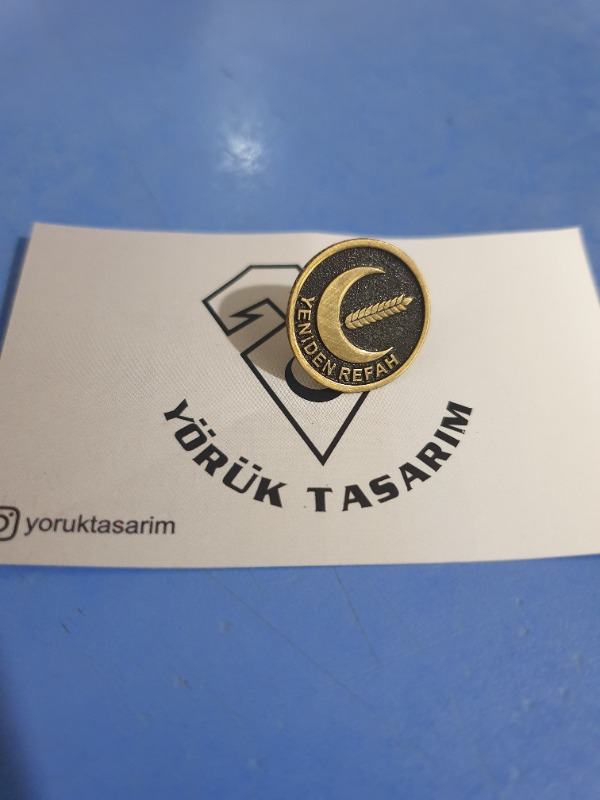 YENİDEN REFAH
YÖRÜK TASARIM
yoruktasarim